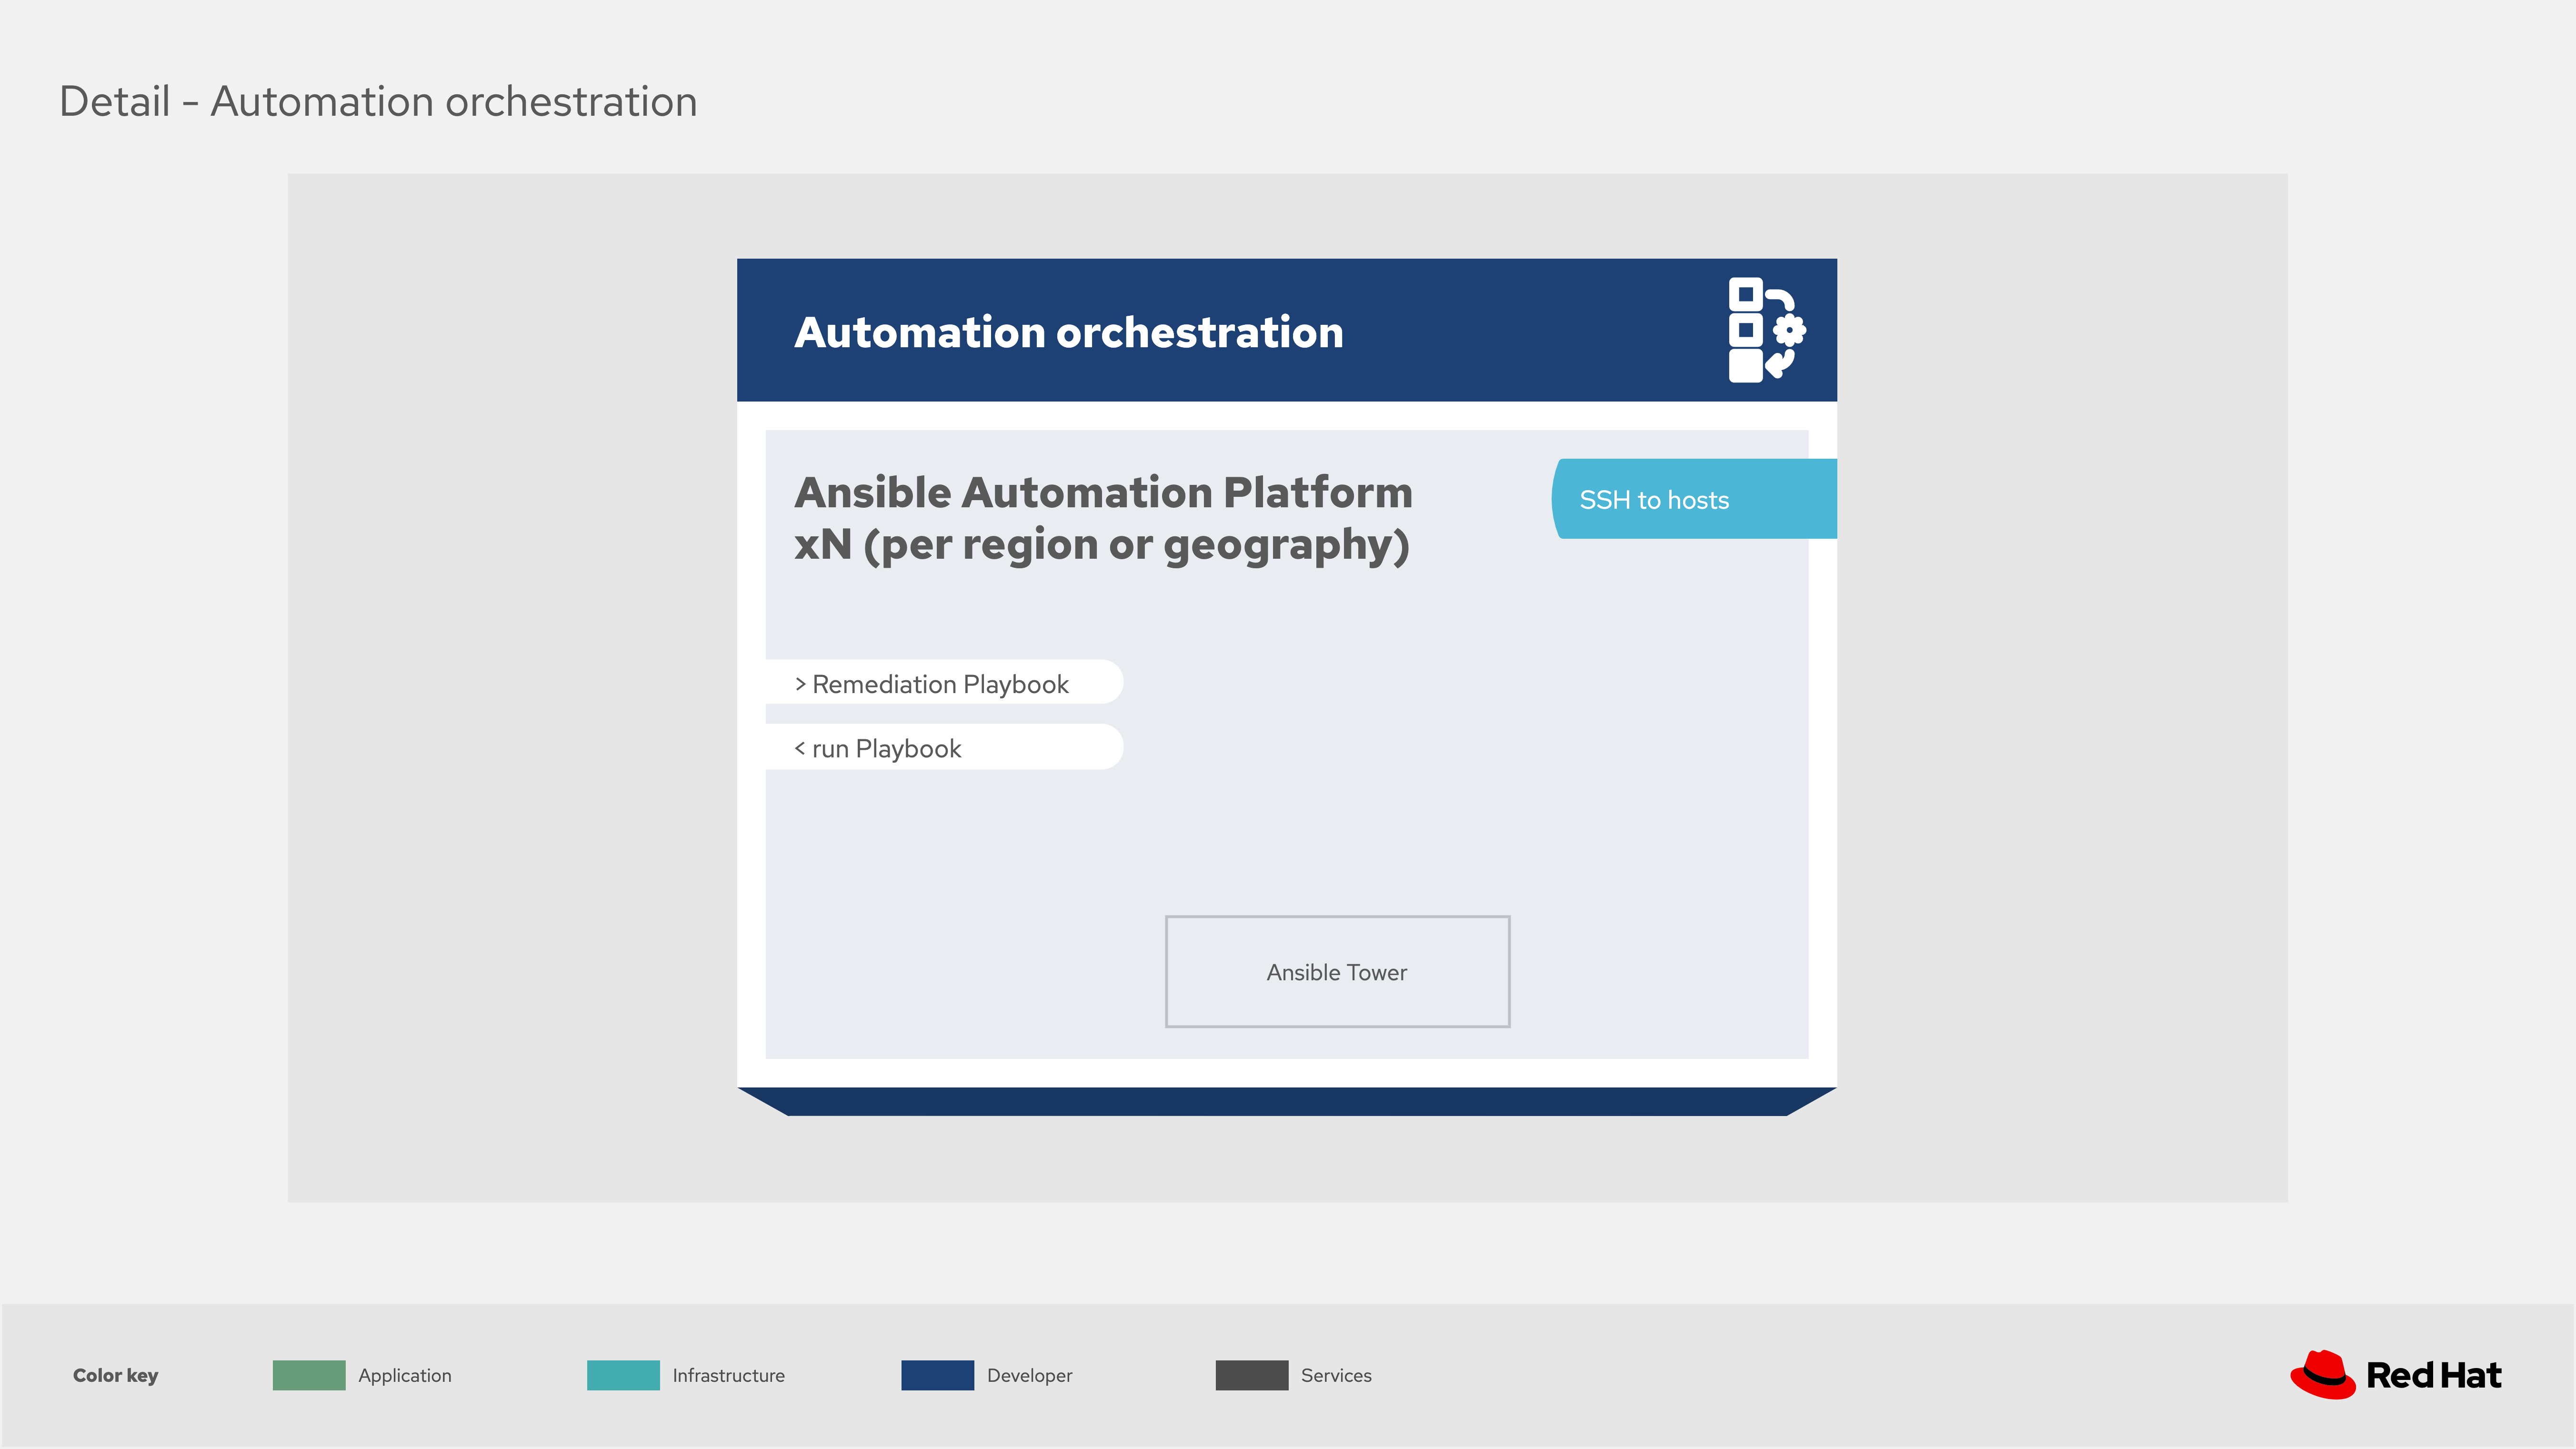 Detail - Automation orchestration
Automation orchestration
Ansible Automation Platform
xN (per region or geography)
SSH to hosts
> Remediation Playbook
< run Playbook
Ansible Tower
Color key
Application
Infrastructure
Developer
Services
Red Hat